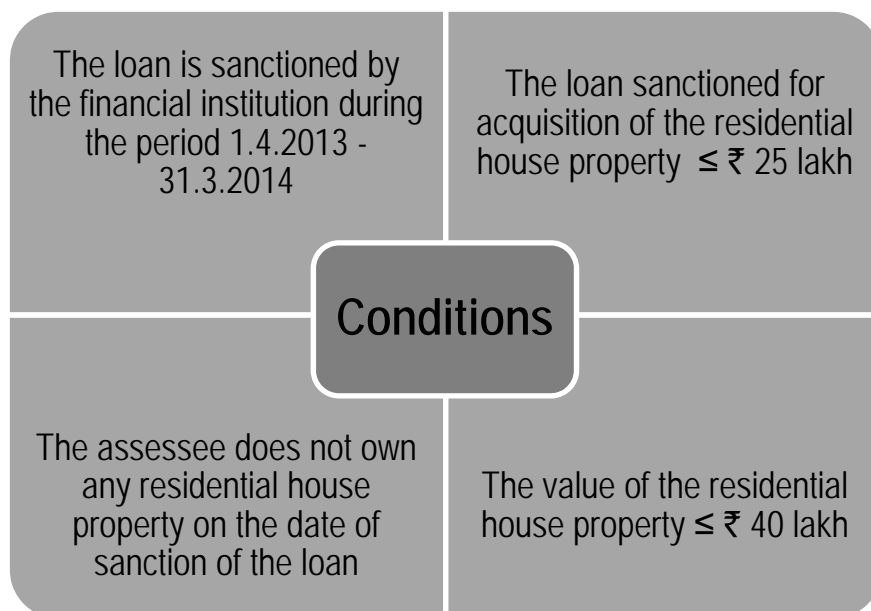 The loan is sanctioned by
the financial institution during
the period 1.4.2013 -
31.3.2014
The loan sanctioned for
acquisition of the residential
house property ≤ ₹ 25 lakh
Conditions
The assessee does not own
any residential house
property on the date of
sanction of the loan
The value of the residential
house property ≤ ₹ 40 lakh